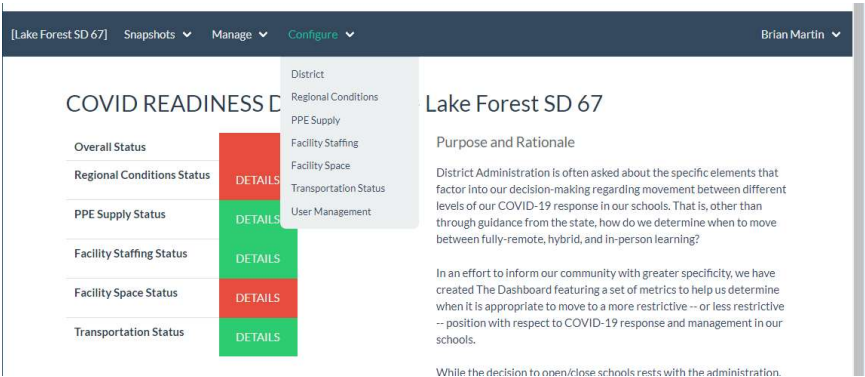 [Lake Forest SD 67] Snapshots Manage Configure Brian Martin
District
Regional Conditions
PPE Supply
Facility Staffing
Facility Space
Transportation Status
User Management
COVID READINESS D Lake Forest SD 67
Overall Status
Regional Conditions Status DETAILS
PPE Supply Status DETAILS
Facility Staffing Status DETAILS
Facility Space Status DETAILS
Transportation Status DETAILS
Purpose and Rationale
District Administration is often asked about the specific elements that
factor into our decision-making regarding movement between different
levels of our COVID-19 response in our schools. That is, other than
through guidance from the state, how do we determine when to move
between fully-remote, hybrid, and in-person learning?
In an effort to inform our community with greater specificity, we have
created The Dashboard featuring a set of metrics to help us determine
when it is appropriate to move to a more restrictive -- or less restrictive
-- position with respect to COVID-19 response and management in our
schools.
While the decision to open/close schools rests with the administration,